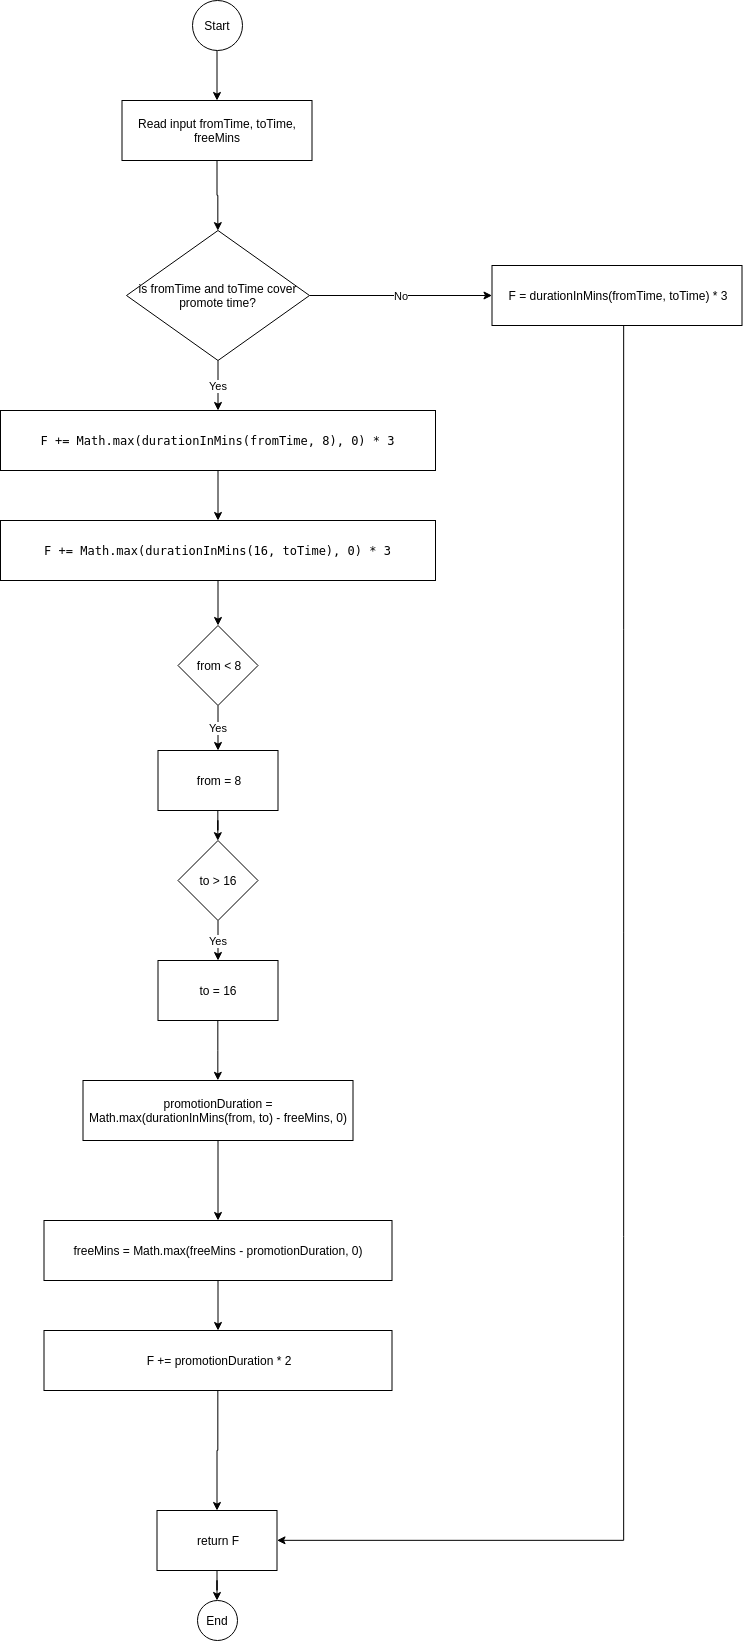 Start
Read input fromTime, toTime,
freeMins
is fromTime and toTime cover
promote time?
No
F = durationInMins(fromTime, toTime) * 3
Yes
F += Math.max(durationInMins(fromTime, 8), 0) * 3
F += Math.max(durationInMins(16, toTime), 0) * 3
from < 8
Yes
from = 8
to > 16
Yes
to = 16
promotionDuration =
Math.max(durationInMins(from, to) - freeMins, 0)
freeMins = Math.max(freeMins - promotionDuration, 0)
F += promotionDuration * 2
return F
End